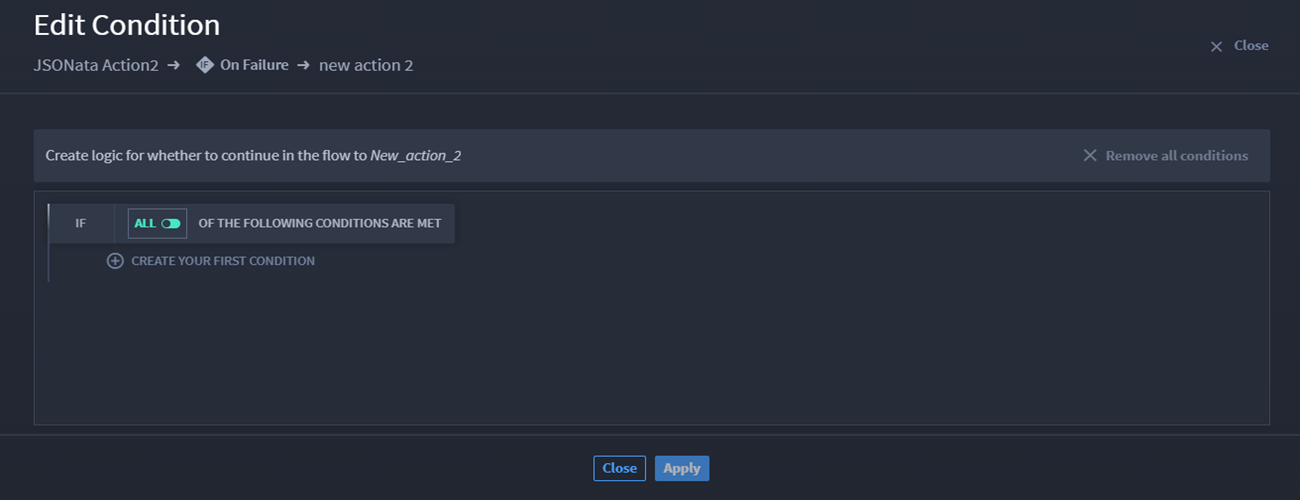 Edit Condition
Close
JSONata Action2 → IF On Failure → new action 2
Create logic for whether to continue in the flow to New_action_2
Remove all conditions
IF ALL OF THE FOLLOWING CONDITIONS ARE MET
CREATE YOUR FIRST CONDITION
Close Apply